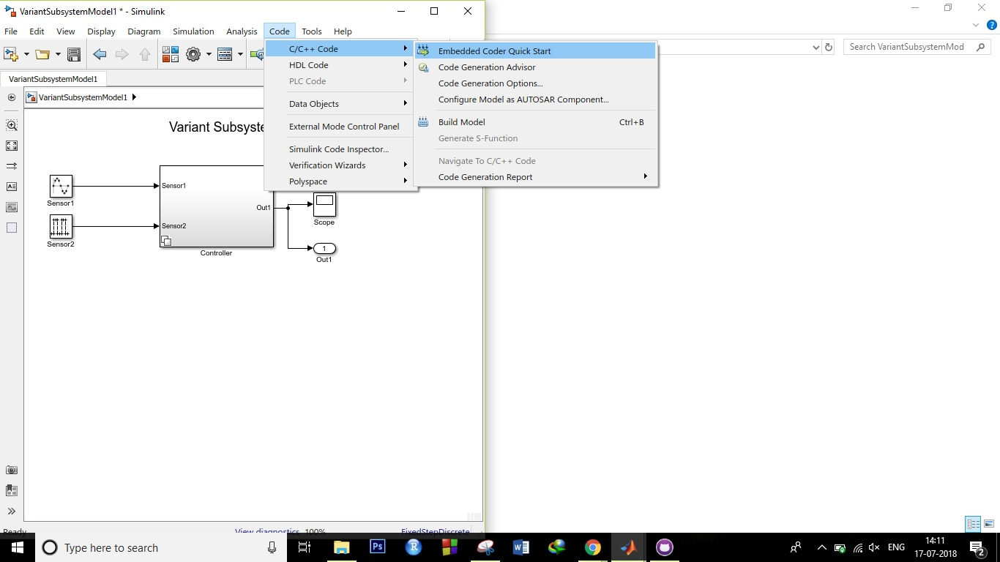 VariantSubsystemModel1 * - Simulink
File Edit View Display Diagram Simulation Analysis Code Tools Help
C/C++ Code
HDL Code
PLC Code
Data Objects
External Mode Control Panel
Simulink Code Inspector...
Verification Wizards
Polyspace
Embedded Coder Quick Start
Code Generation Advisor
Code Generation Options...
Configure Model as AUTOSAR Component...
Build Model Ctrl+B
Generate S-Function
Navigate To C/C++ Code
Code Generation Report
Search VariantSubsystemMod
VariantSubsystemModel1
VariantSubsystemModel1
Variant Subsyste
Sensor1
Sensor1
Sensor2
Sensor2
Out1
Controller
Scope
1
Out1
Ready View diagnostics 100% FixedStepDiscrete
Type here to search
Ps
R
W
ENG
14:11
17-07-2018
2